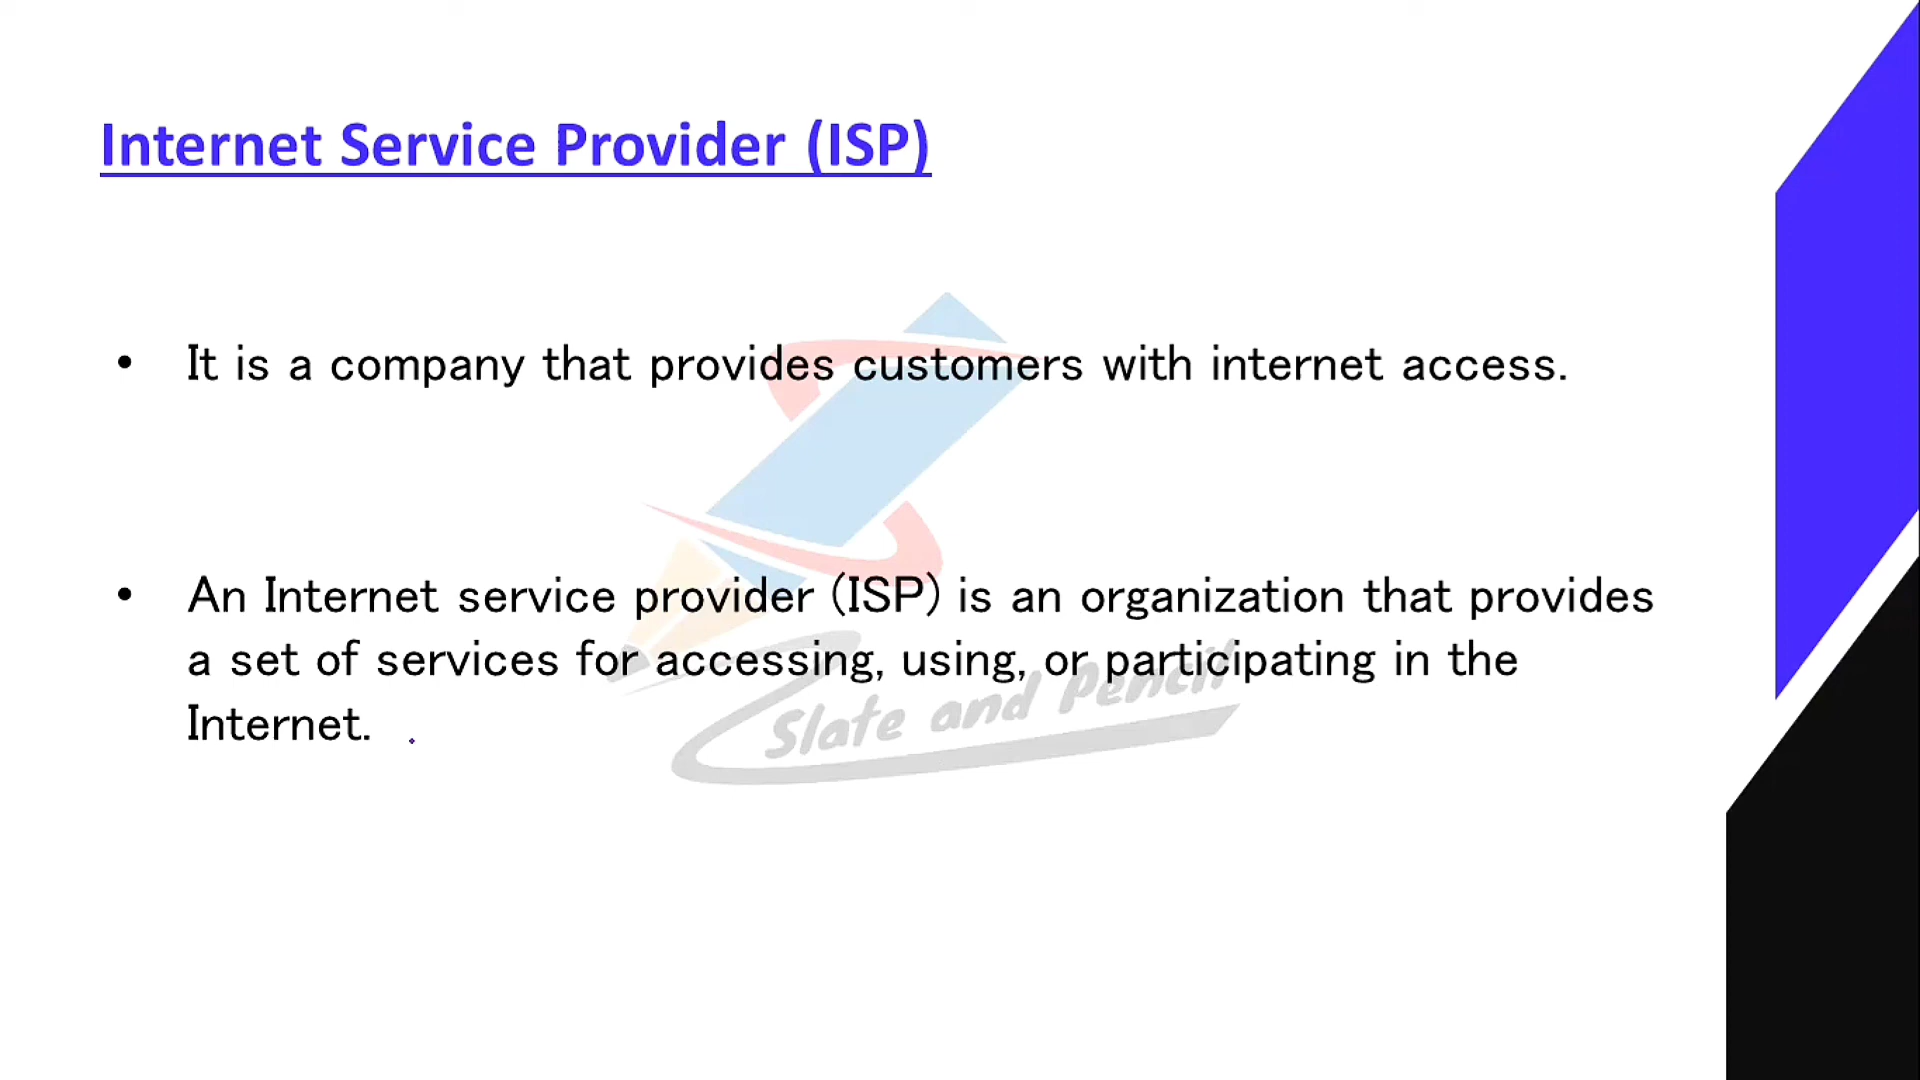 Internet Service Provider (ISP)
• It is a company that provides customers with internet access.
• An Internet service provider (ISP) is an organization that provides
a set of services for accessing, using, or participating in the
Internet.
Slate and Pencil